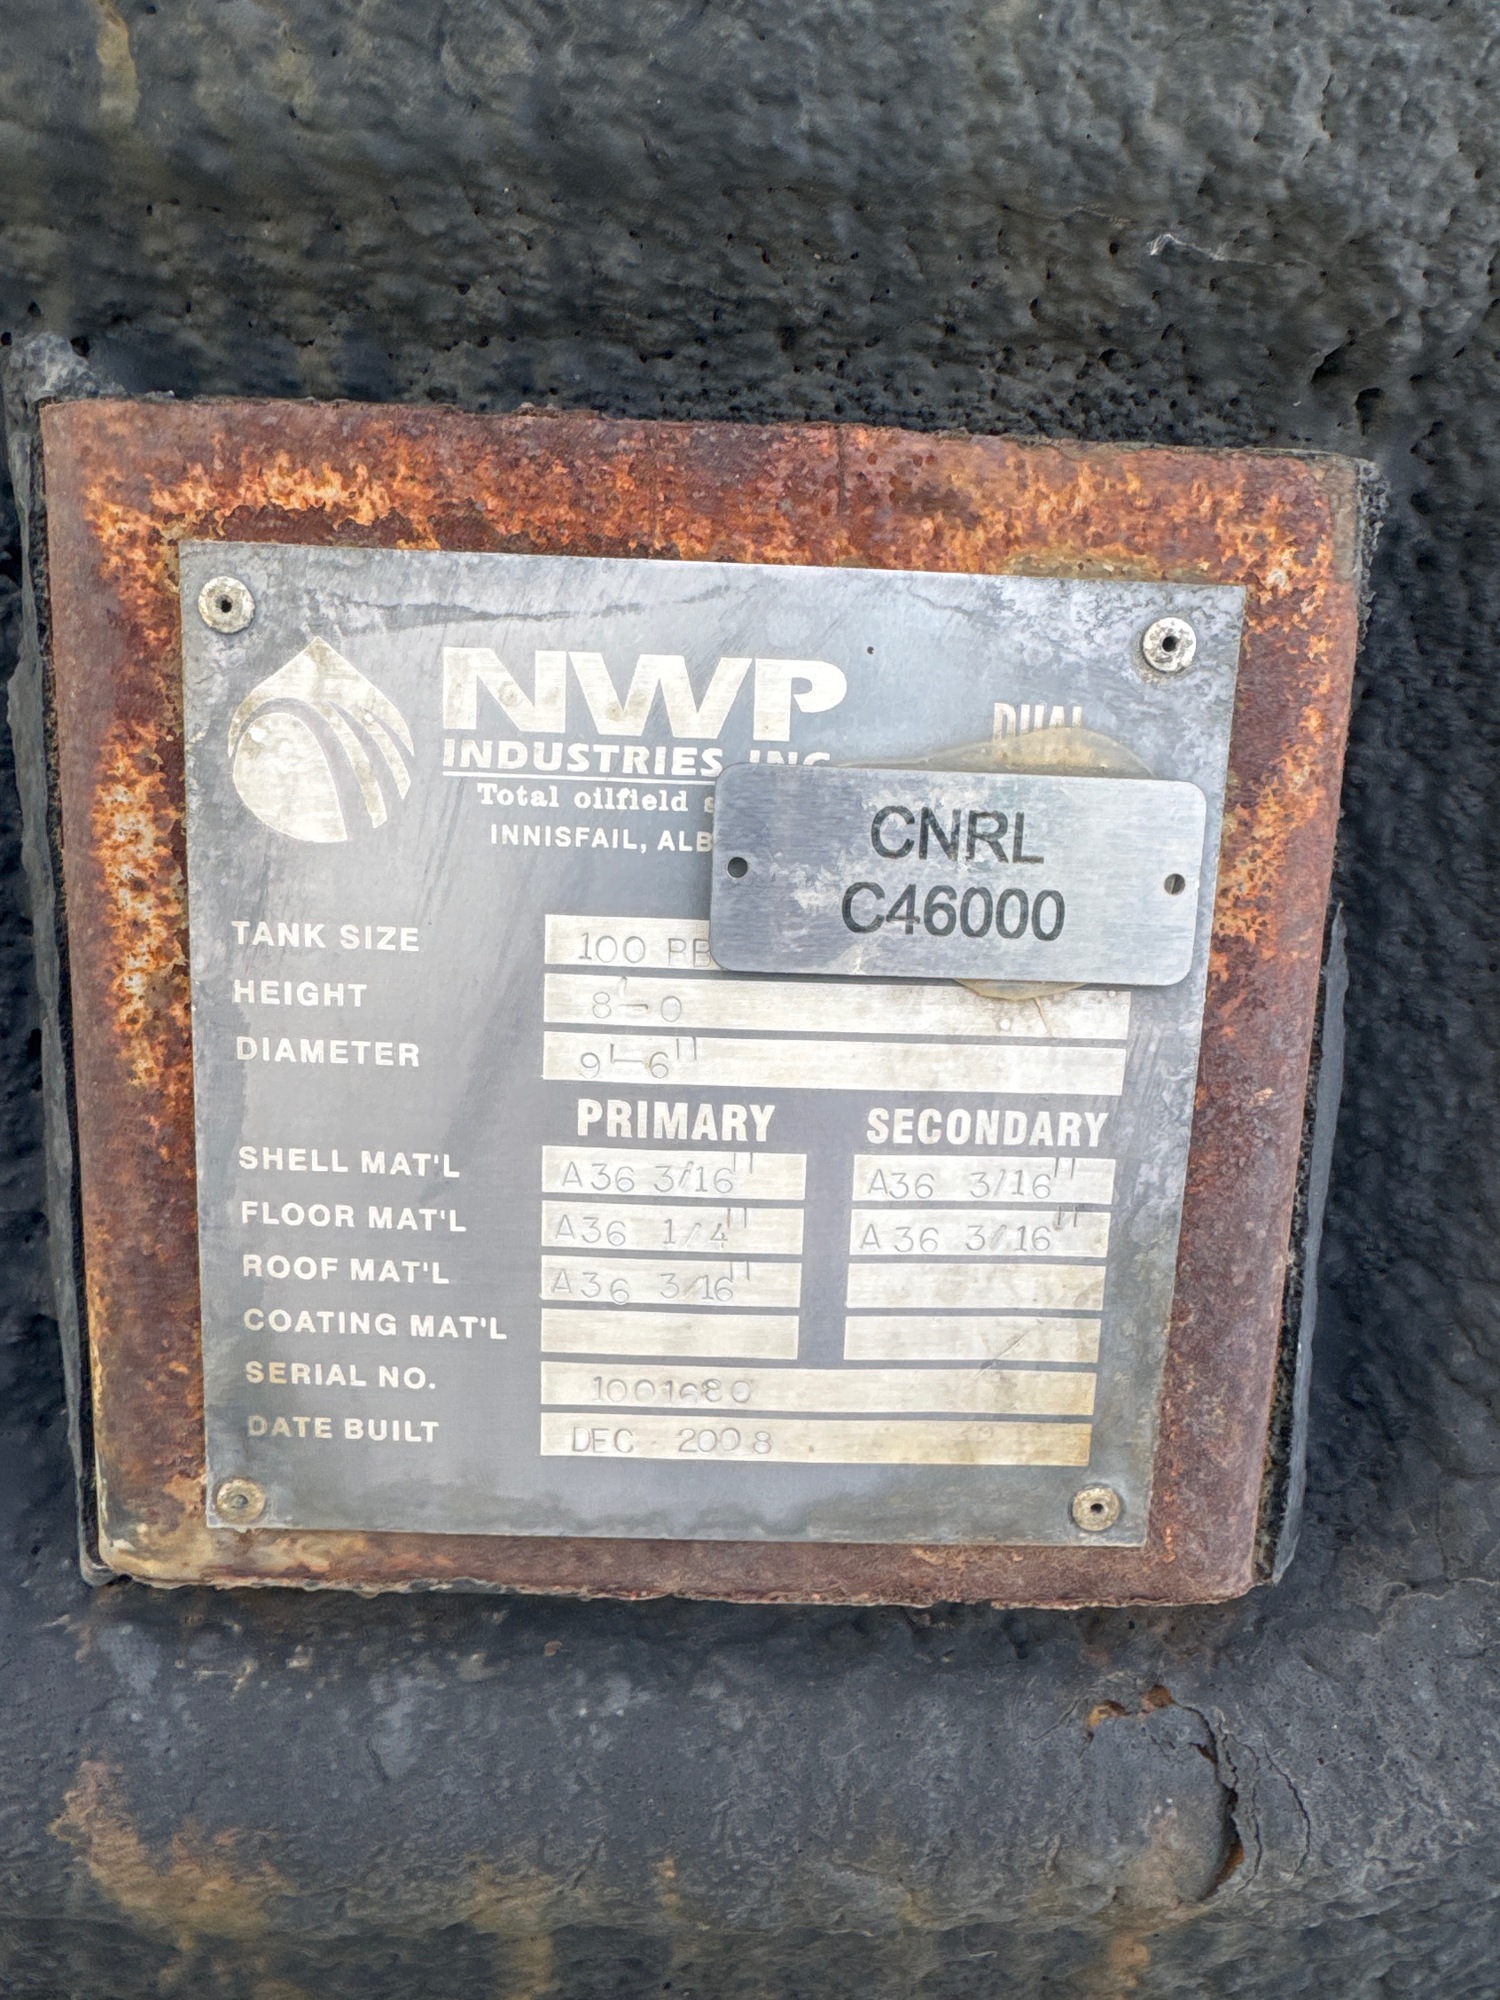 NWP
DUAL
INDUSTRIES INC
Total oilfield
INNISFAIL, ALB
CNRL
C46000
TANK SIZE 100 BB
HEIGHT 8'-0
DIAMETER 9'-6"
PRIMARY SECONDARY
SHELL MAT'L A36 3/16" A36 3/16"
FLOOR MAT'L A36 1/4" A36 3/16"
ROOF MAT'L A36 3/16"
COATING MAT'L
SERIAL NO. 1001680
DATE BUILT DEC 2008